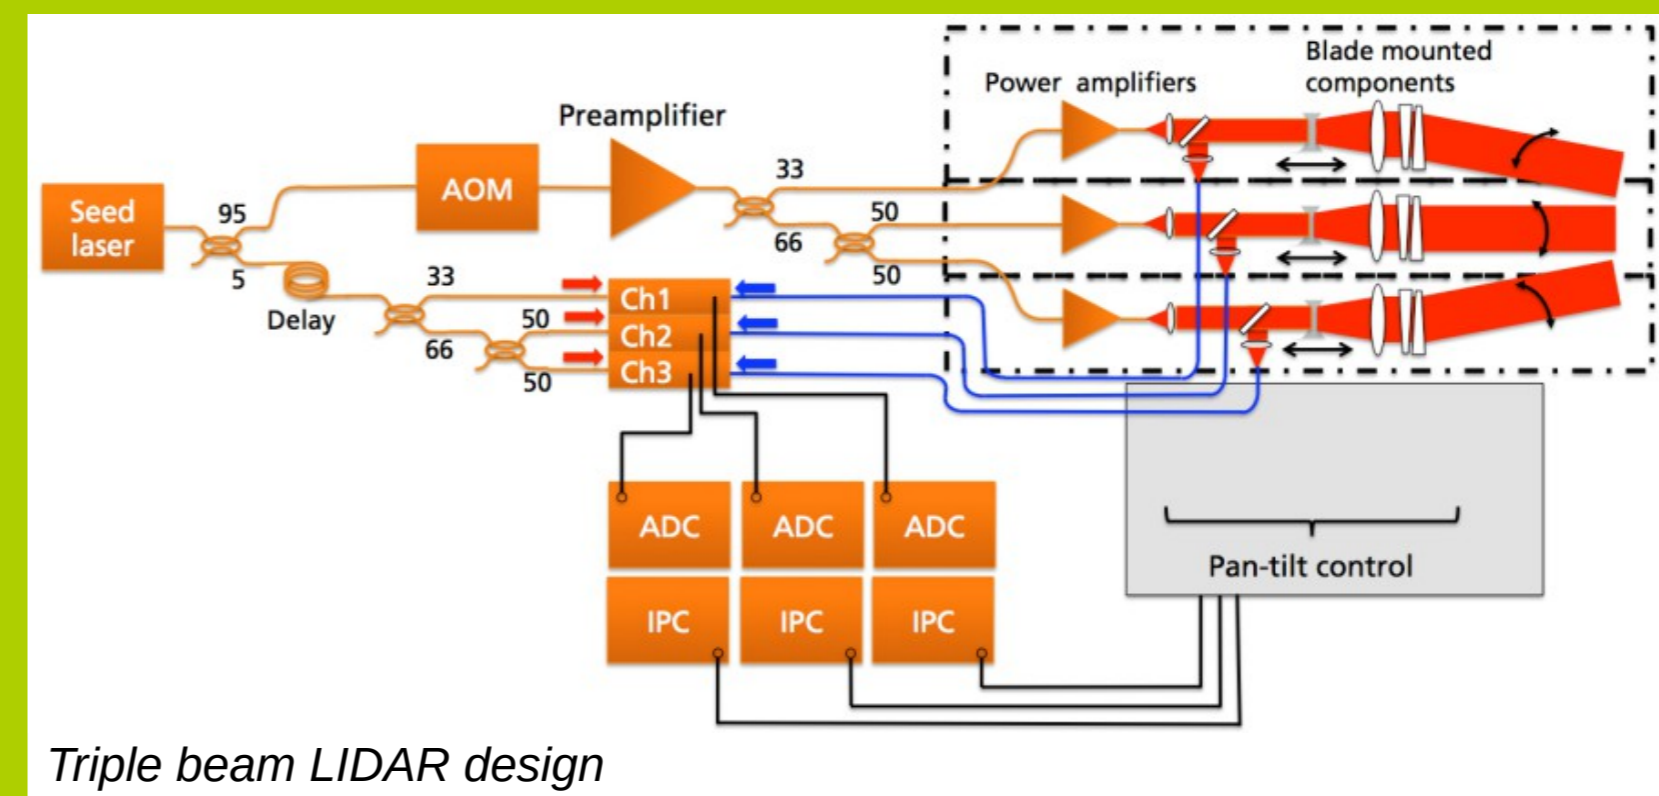 Blade mounted
components
Power amplifiers
Preamplifier
33
AOM
Seed
laser
95
50
66
5
50
33
Ch1
Delay
50
Ch2
66
Ch3
50
ADC
ADC
ADC
Pan-tilt control
IPC
IPC
IPC
Triple beam LIDAR design